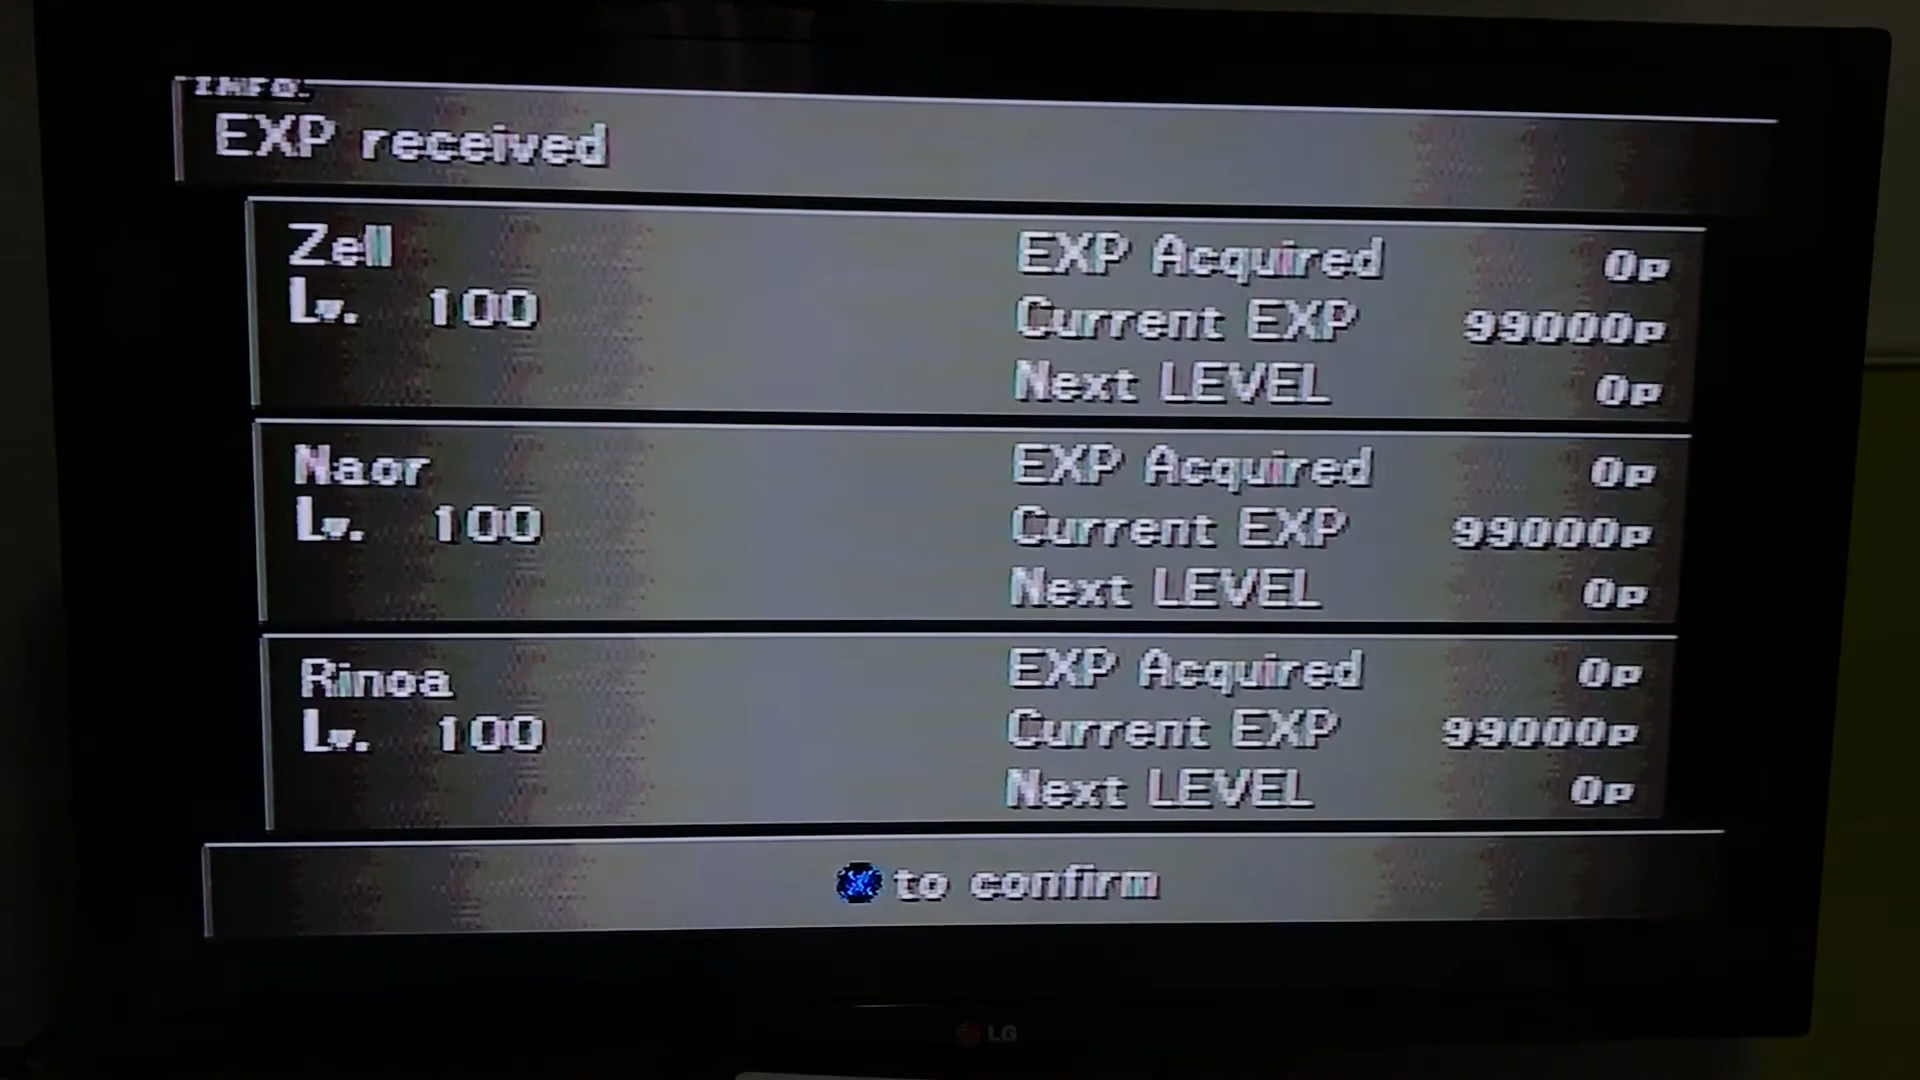 INFO.
EXP received
Zell
Lv. 100
EXP Acquired 0P
Current EXP 99000P
Next LEVEL 0P
Naor
Lv. 100
EXP Acquired 0P
Current EXP 99000P
Next LEVEL 0P
Rinoa
Lv. 100
EXP Acquired 0P
Current EXP 99000P
Next LEVEL 0P
X to confirm
LG